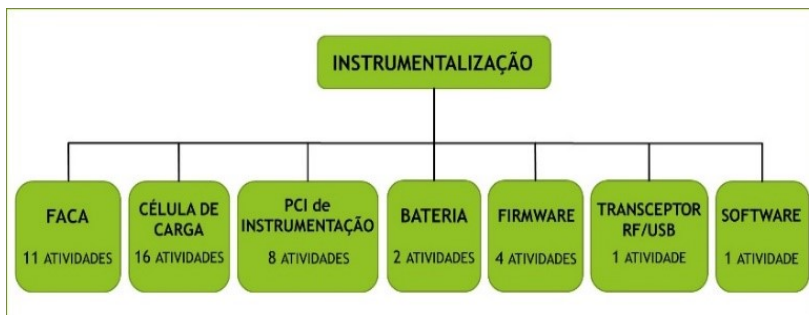 INSTRUMENTALIZAÇÃO
FACA
11 ATIVIDADES
CÉLULA DE
CARGA
16 ATIVIDADES
PCI de
INSTRUMENTAÇÃO
8 ATIVIDADES
BATERIA
2 ATIVIDADES
FIRMWARE
4 ATIVIDADES
TRANSCEPTOR
RF/USB
1 ATIVIDADE
SOFTWARE
1 ATIVIDADE